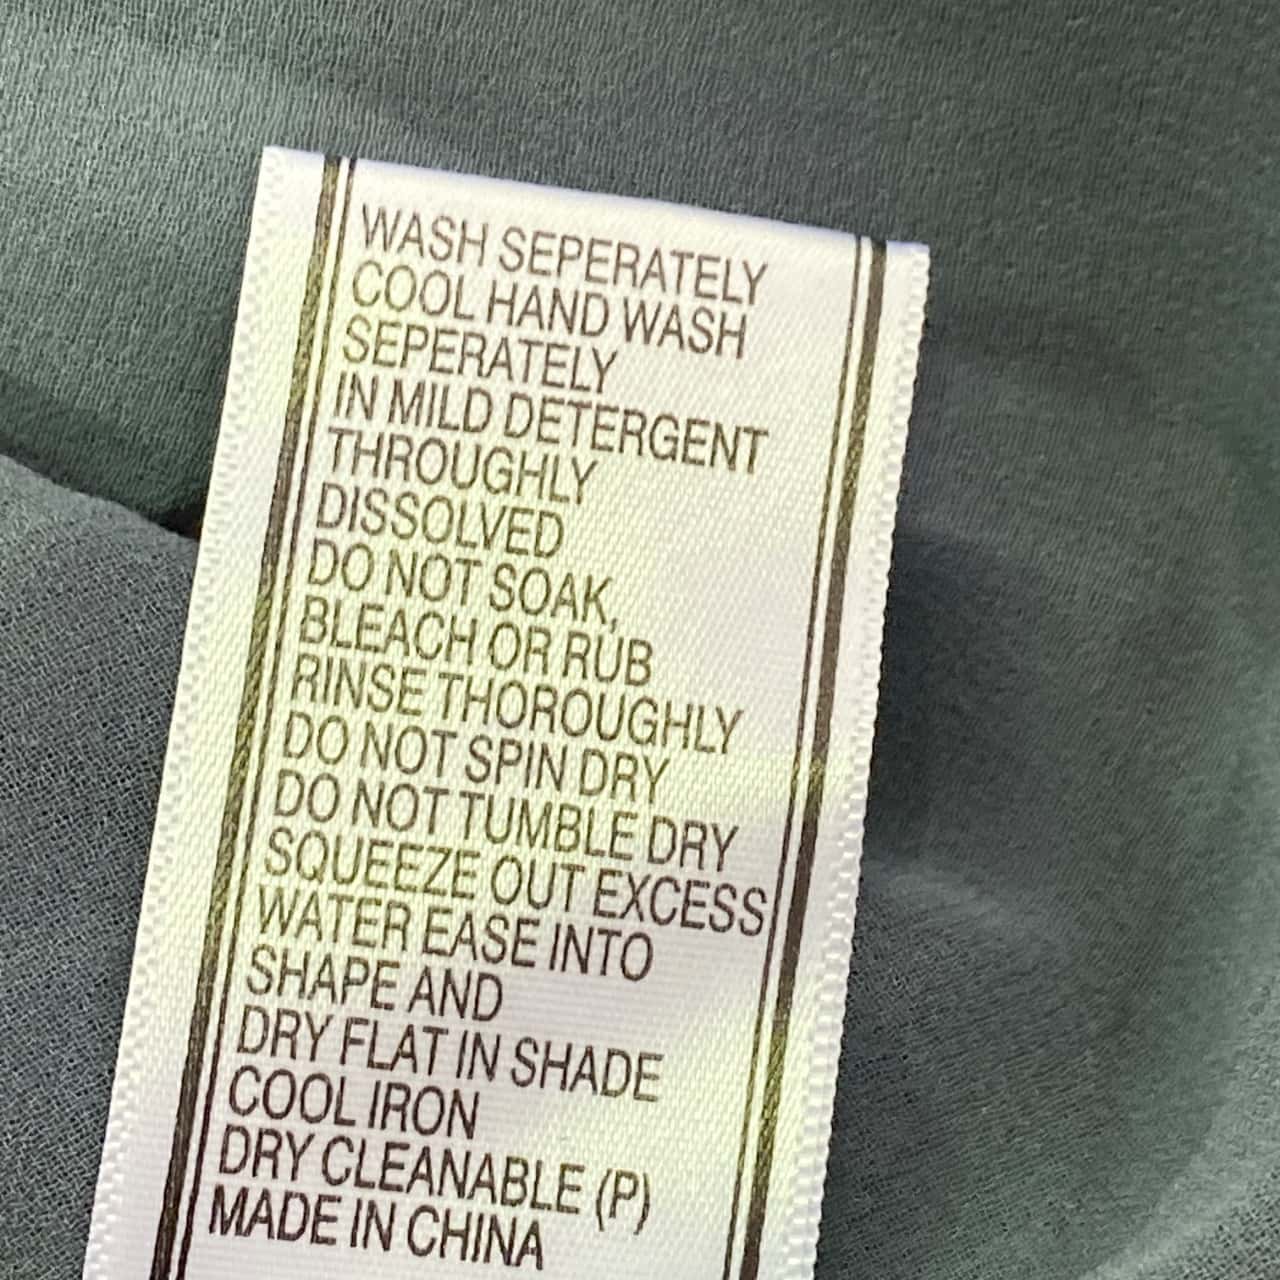 WASH SEPERATELY
COOL HAND WASH
SEPERATELY
IN MILD DETERGENT
THROUGHLY
DISSOLVED
DO NOT SOAK,
BLEACH OR RUB
RINSE THOROUGHLY
DO NOT SPIN DRY
DO NOT TUMBLE DRY
SQUEEZE OUT EXCESS
WATER EASE INTO
SHAPE AND
DRY FLAT IN SHADE
COOL IRON
DRY CLEANABLE (P)
MADE IN CHINA